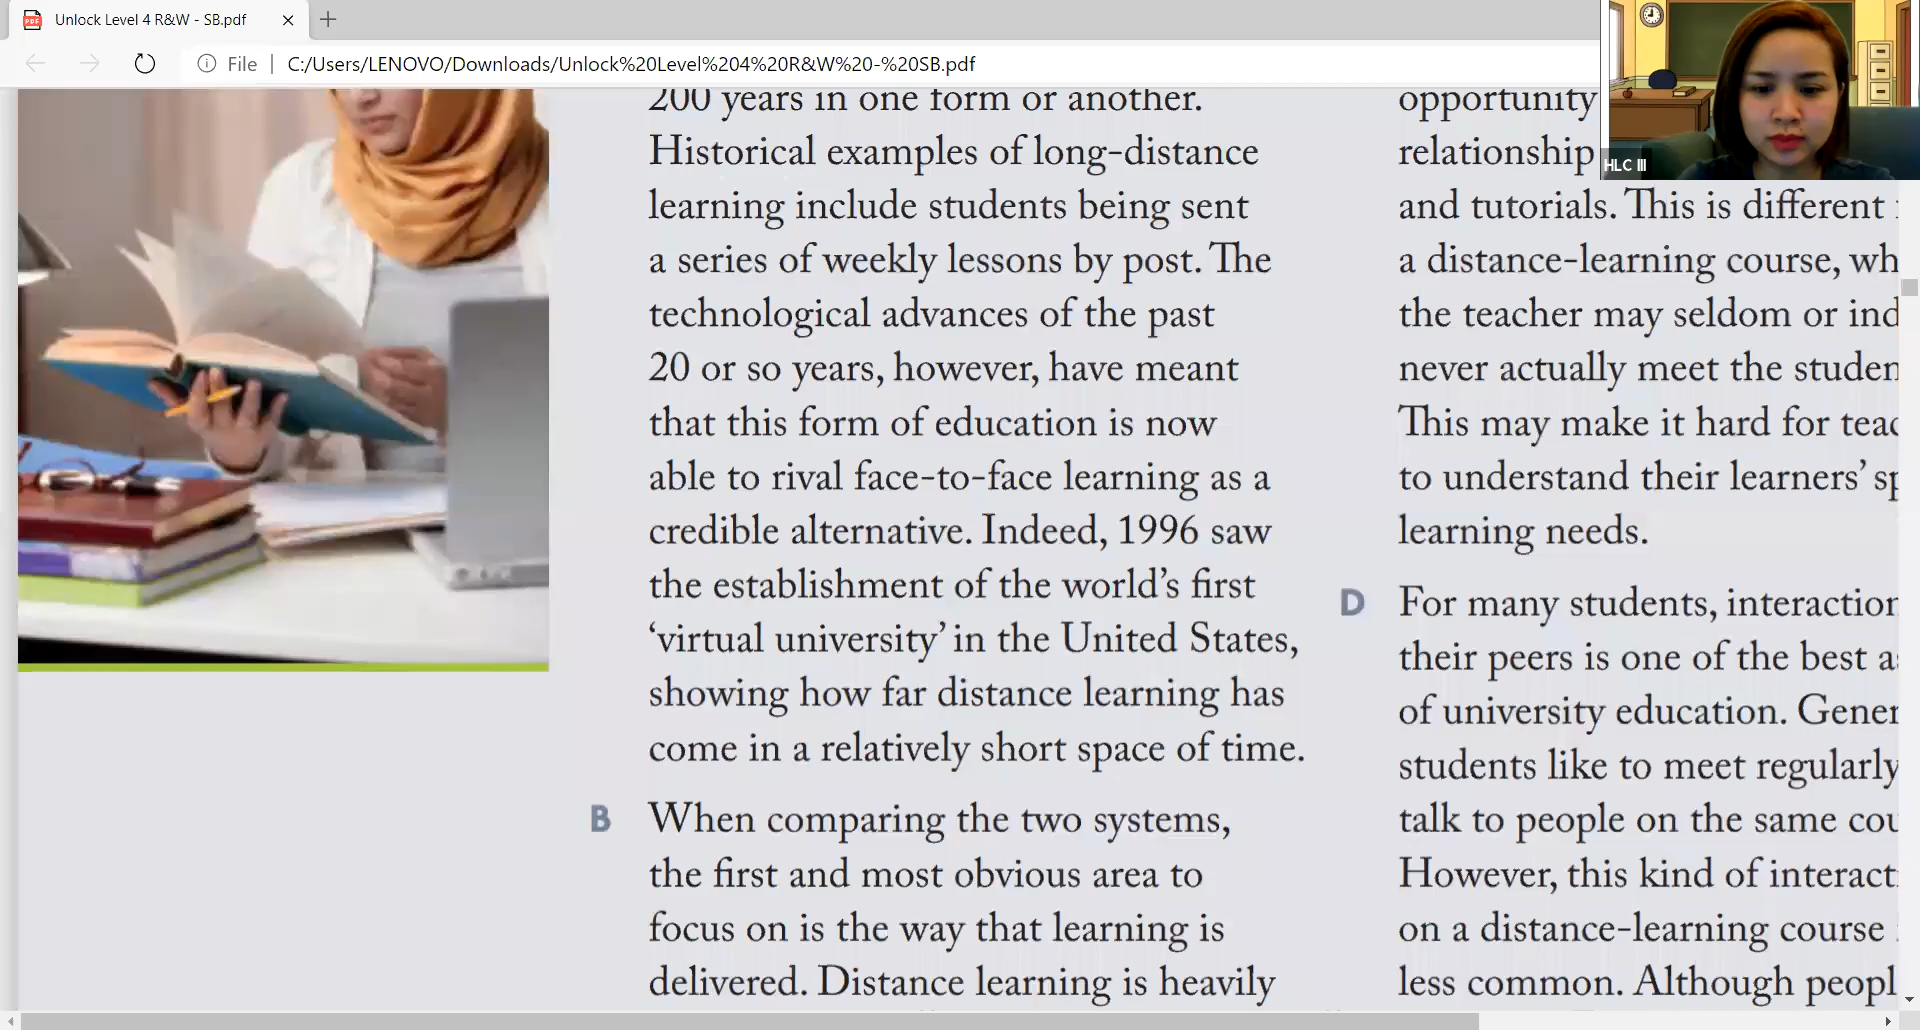 Unlock Level 4 R&W - SB.pdf
File
C:/Users/LENOVO/Downloads/Unlock%20Level%204%20R&W%20-%20SB.pdf
HLC III
200 years in one form or another.
Historical examples of long-distance
learning include students being sent
a series of weekly lessons by post. The
technological advances of the past
20 or so years, however, have meant
that this form of education is now
able to rival face-to-face learning as a
credible alternative. Indeed, 1996 saw
the establishment of the world's first
'virtual university' in the United States,
showing how far distance learning has
come in a relatively short space of time.
B
When comparing the two systems,
the first and most obvious area to
focus on is the way that learning is
delivered. Distance learning is heavily
opportunity
relationship
and tutorials. This is different
a distance-learning course, wh
the teacher may seldom or ind
never actually meet the studen
This may make it hard for teac
to understand their learners' sp
learning needs.
D
For many students, interaction
their peers is one of the best a
of university education. Gener
students like to meet regularly
talk to people on the same cou
However, this kind of interact
on a distance-learning course
less common. Although peopl